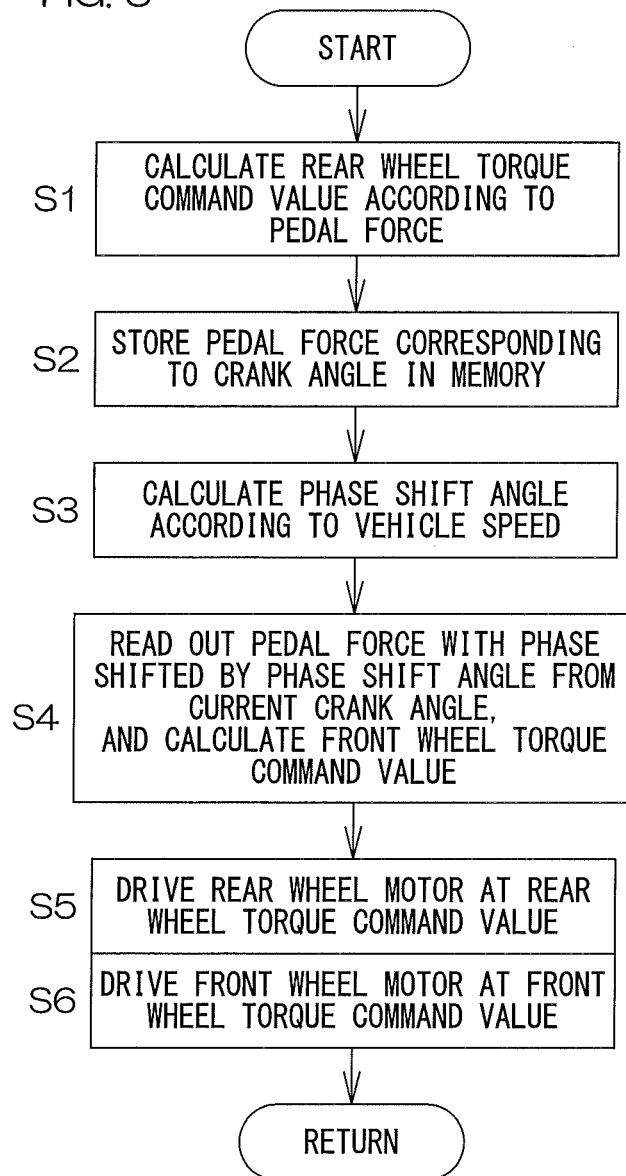 START
S1
CALCULATE REAR WHEEL TORQUE
COMMAND VALUE ACCORDING TO
PEDAL FORCE
S2
STORE PEDAL FORCE CORRESPONDING
TO CRANK ANGLE IN MEMORY
S3
CALCULATE PHASE SHIFT ANGLE
ACCORDING TO VEHICLE SPEED
S4
READ OUT PEDAL FORCE WITH PHASE
SHIFTED BY PHASE SHIFT ANGLE FROM
CURRENT CRANK ANGLE,
AND CALCULATE FRONT WHEEL TORQUE
COMMAND VALUE
S5
DRIVE REAR WHEEL MOTOR AT REAR
WHEEL TORQUE COMMAND VALUE
S6
DRIVE FRONT WHEEL MOTOR AT FRONT
WHEEL TORQUE COMMAND VALUE
RETURN